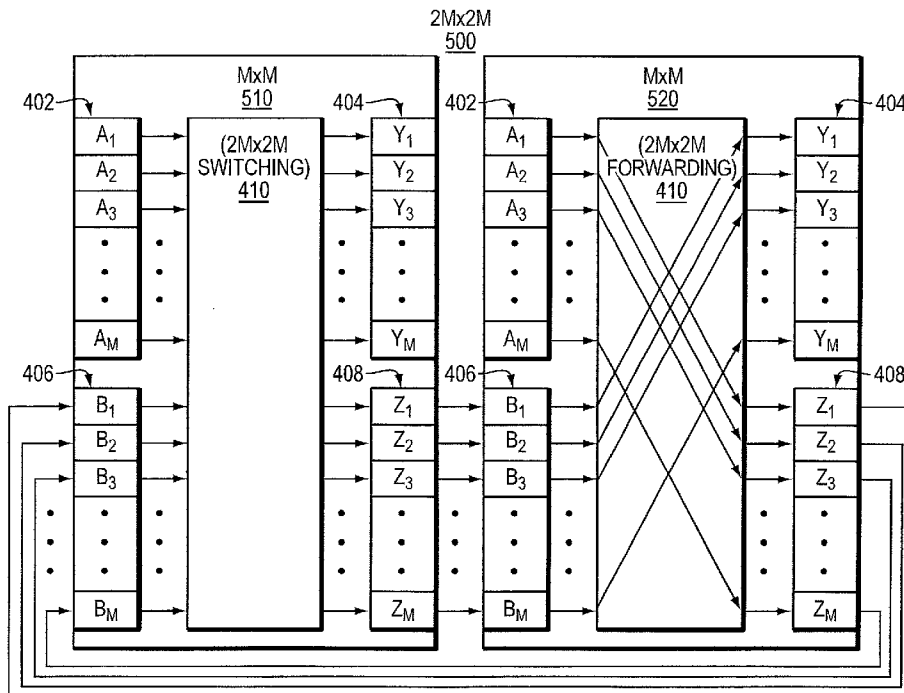 2Mx2M
500
MxM
510
MxM
520
402
404
402
404
A1
A2
A3
AM
(2Mx2M
SWITCHING)
410
Y1
Y2
Y3
YM
A1
A2
A3
AM
(2Mx2M
FORWARDING)
410
Y1
Y2
Y3
YM
406
408
406
408
B1
B2
B3
BM
Z1
Z2
Z3
ZM
B1
B2
B3
BM
Z1
Z2
Z3
ZM